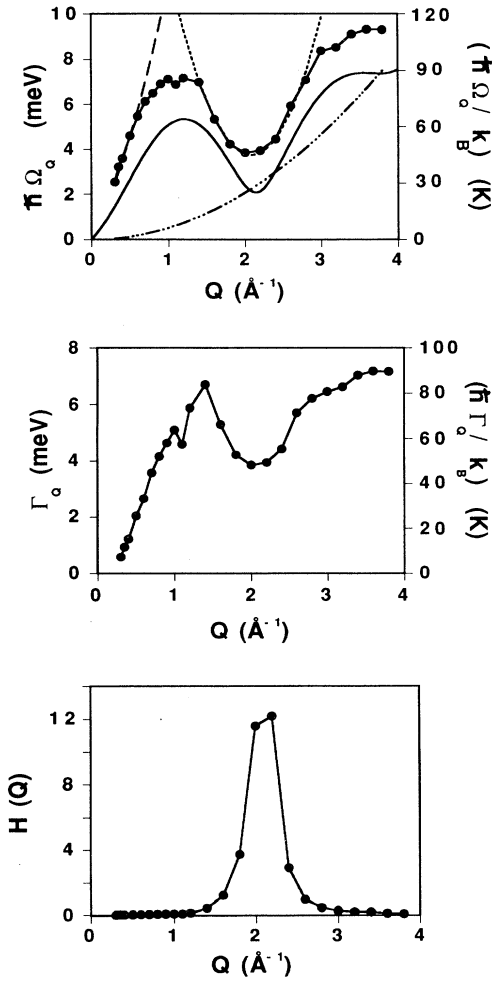 10 8 6 4 2 0
ħ Ω_Q (meV)
120 90 60 30 0
(ħ Ω_Q / k_B) (K)
0 1 2 3 4
Q (Å⁻¹)
8 6 4 2 0
Γ_Q (meV)
100 80 60 40 20 0
(ħ Γ_Q / k_B) (K)
0 1 2 3 4
Q (Å⁻¹)
12 8 4 0
H (Q)
0 1 2 3 4
Q (Å⁻¹)